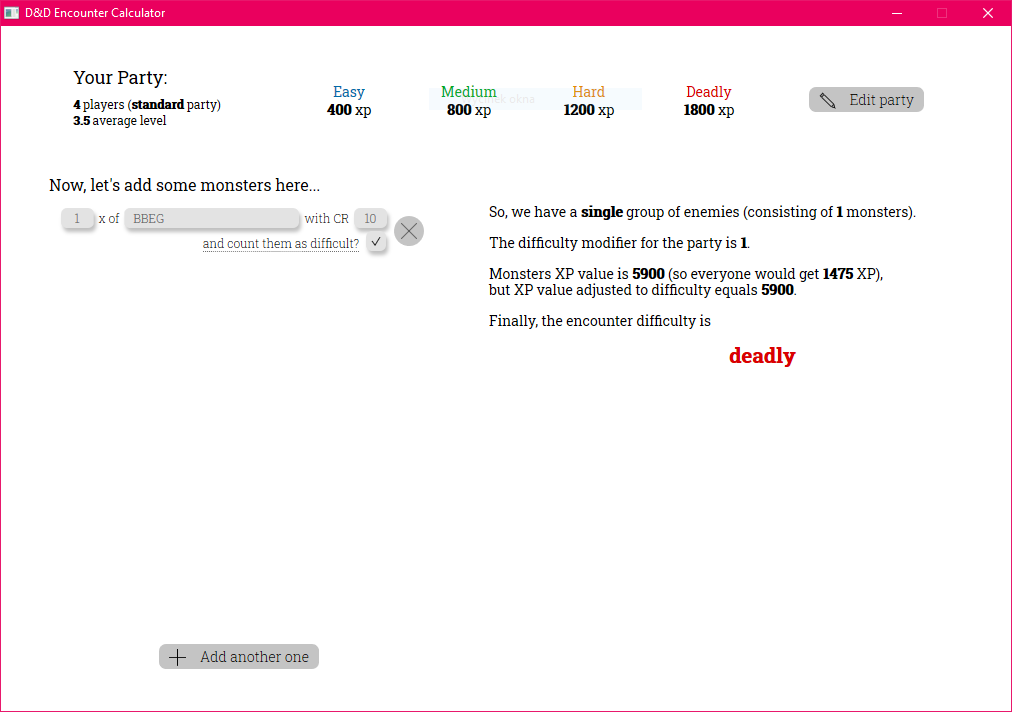 D&D Encounter Calculator
Your Party:
4 players (standard party)
3.5 average level
Easy
400 xp
Medium
800 xp
Hard
1200 xp
Deadly
1800 xp
Edit party
Now, let's add some monsters here...
1 x of BBEG with CR 10
and count them as difficult?
So, we have a single group of enemies (consisting of 1 monsters).
The difficulty modifier for the party is 1.
Monsters XP value is 5900 (so everyone would get 1475 XP),
but XP value adjusted to difficulty equals 5900.
Finally, the encounter difficulty is
deadly
Add another one